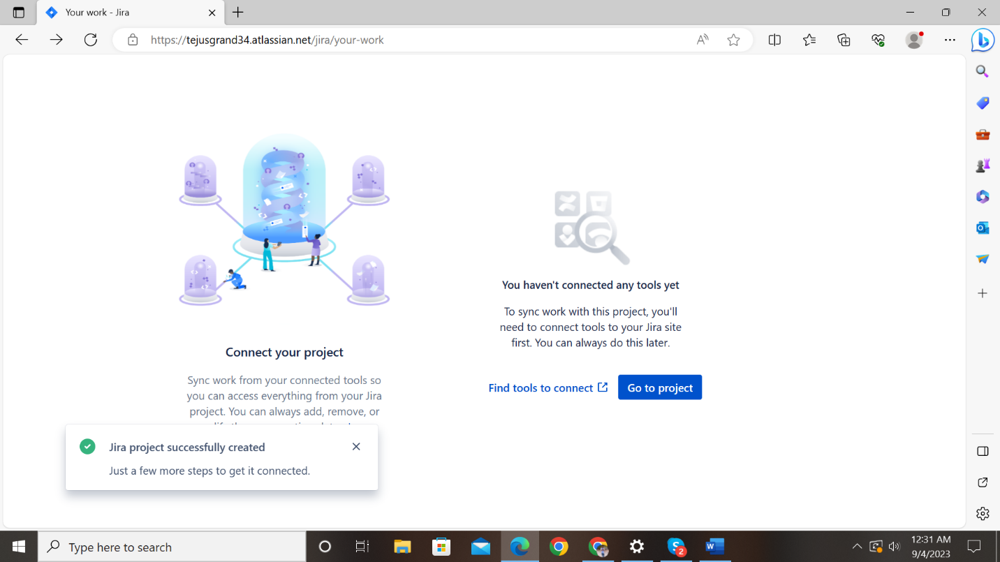 Your work - Jira
https://tejusgrand34.atlassian.net/jira/your-work
Connect your project
Sync work from your connected tools so
you can access everything from your Jira
project. You can always add, remove, or
You haven't connected any tools yet
To sync work with this project, you'll
need to connect tools to your Jira site
first. You can always do this later.
Find tools to connect
Go to project
Jira project successfully created
Just a few more steps to get it connected.
Type here to search
2
12:31 AM
9/4/2023